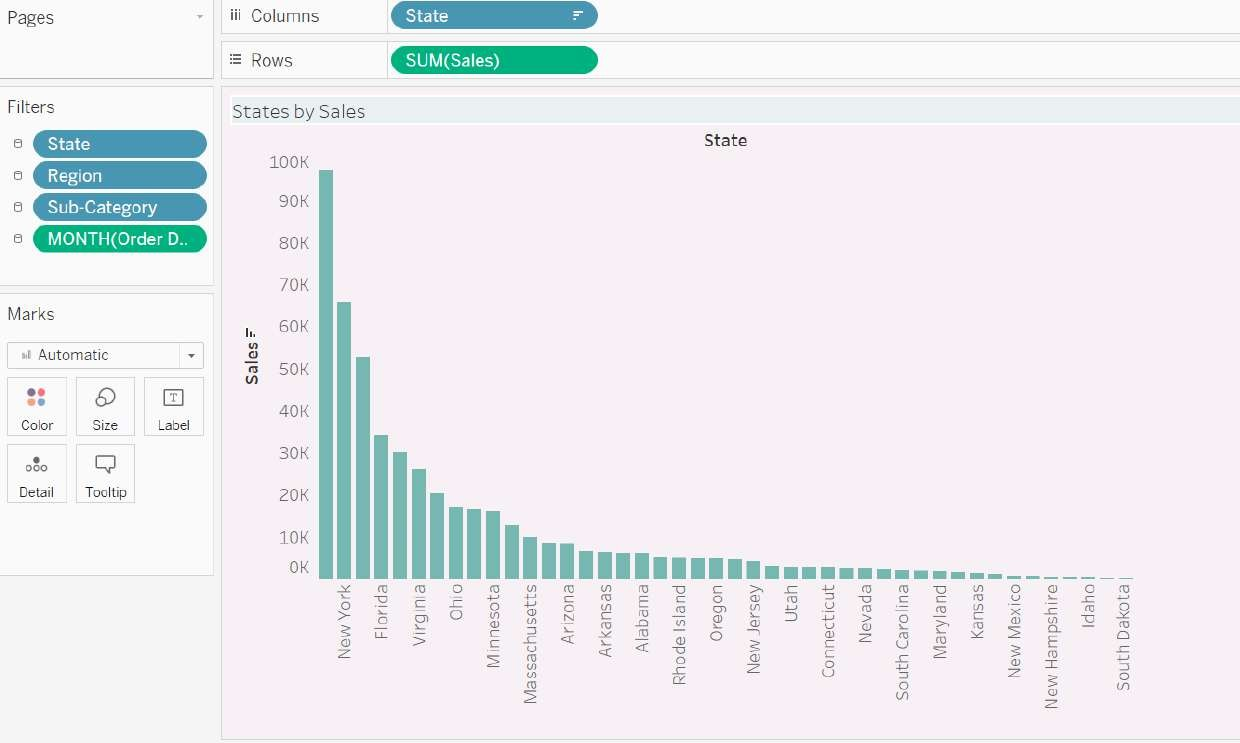 Pages
Columns
State
Rows
SUM(Sales)
Filters
State
Region
Sub-Category
MONTH(Order D..
Marks
Automatic
Color
Size
Label
Detail
Tooltip
States by Sales
State
Sales
100K
90K
80K
70K
60K
50K
40K
30K
20K
10K
0K
New York
Florida
Virginia
Ohio
Minnesota
Massachusetts
Arizona
Arkansas
Alabama
Rhode Island
Oregon
New Jersey
Utah
Connecticut
Nevada
South Carolina
Maryland
Kansas
New Mexico
New Hampshire
Idaho
South Dakota